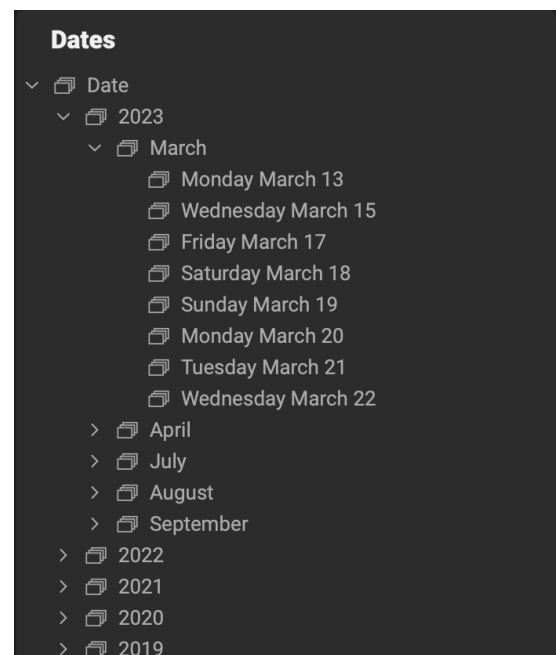 Dates
Date
2023
March
Monday March 13
Wednesday March 15
Friday March 17
Saturday March 18
Sunday March 19
Monday March 20
Tuesday March 21
Wednesday March 22
April
July
August
September
2022
2021
2020
2019